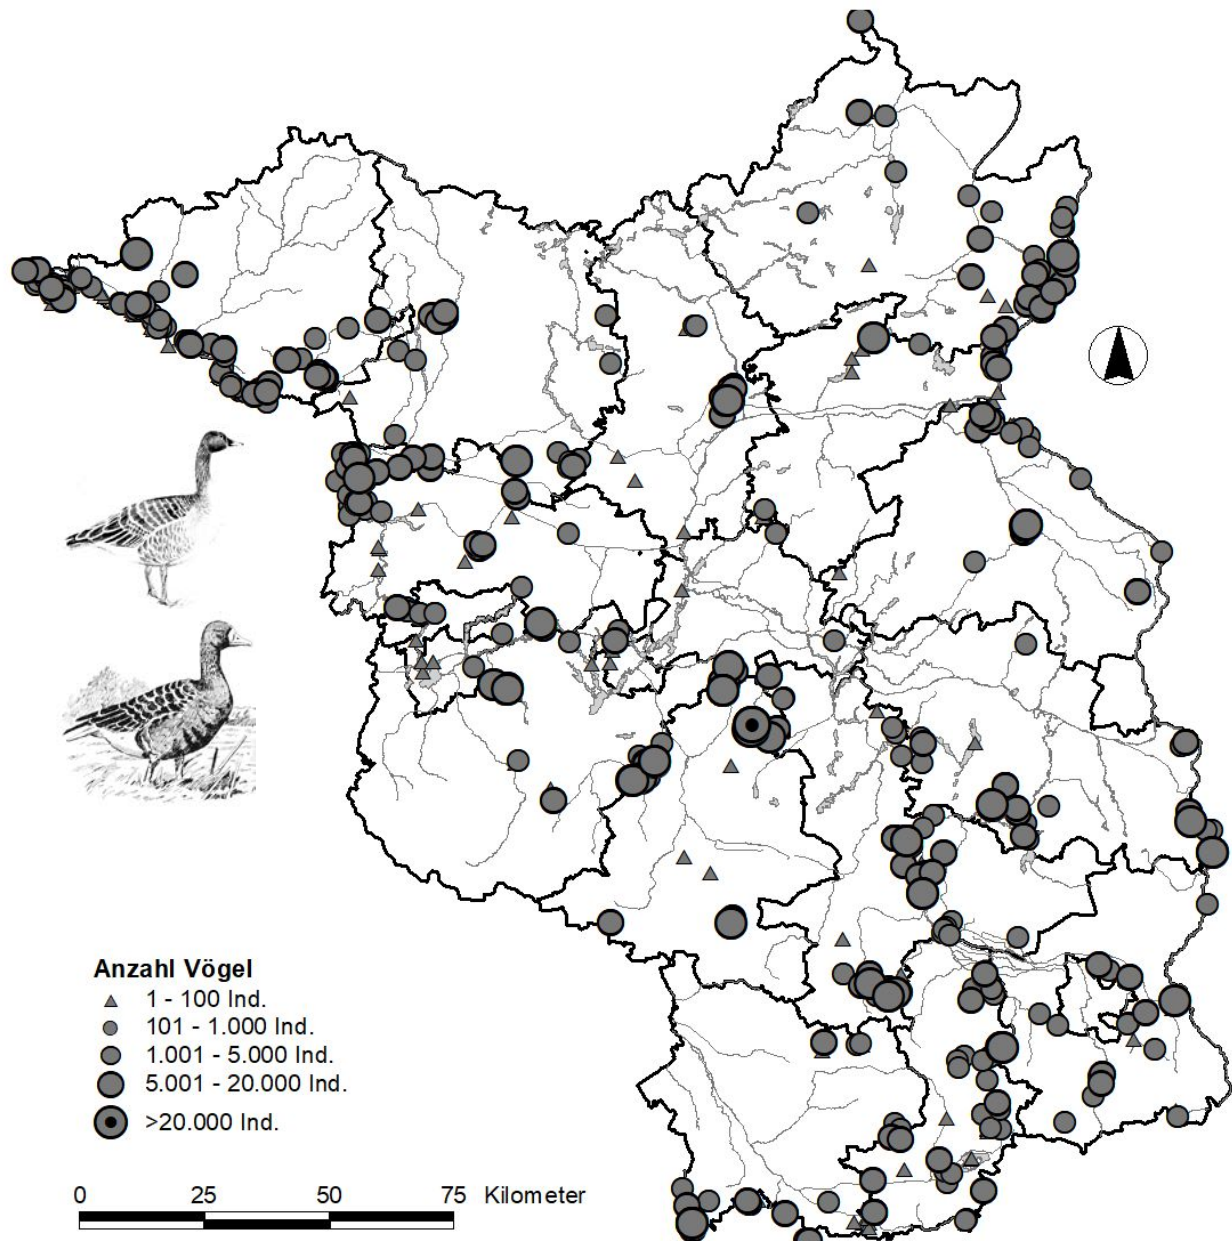 Anzahl Vögel
1 - 100 Ind.
101 - 1.000 Ind.
1.001 - 5.000 Ind.
5.001 - 20.000 Ind.
>20.000 Ind.
0 25 50 75 Kilometer